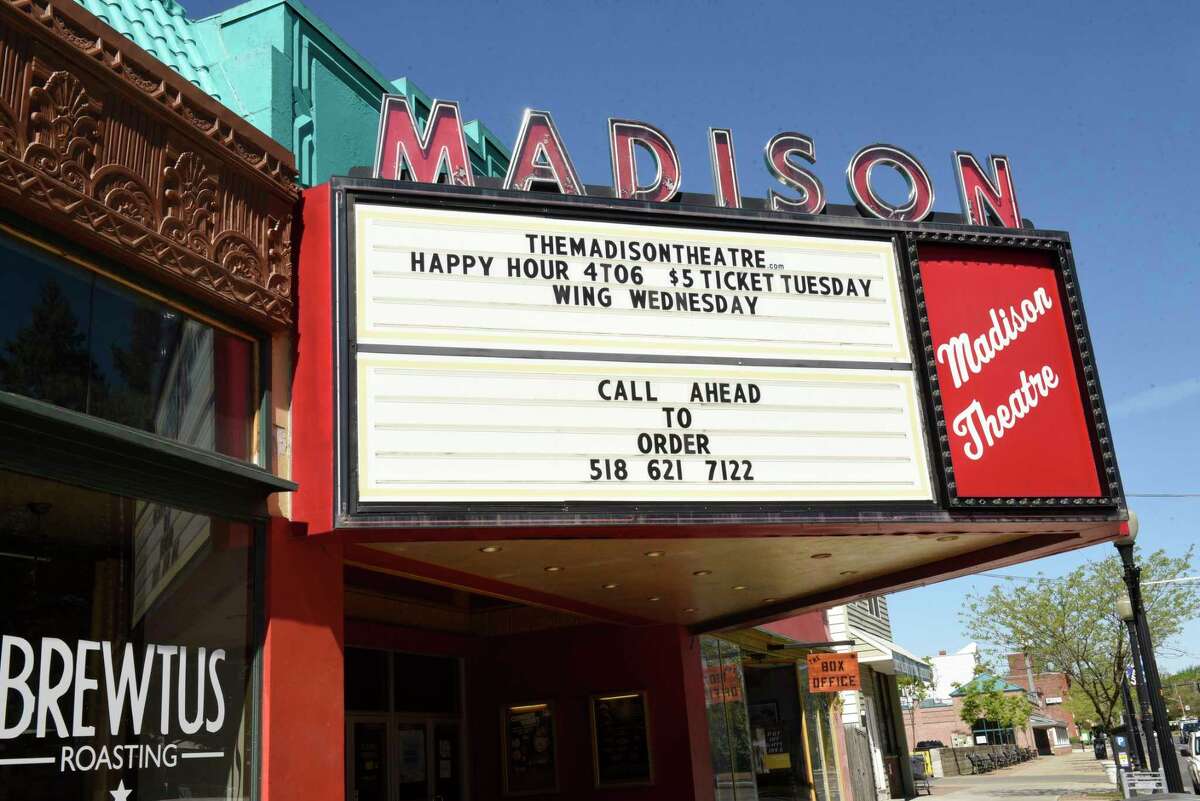 MADISON
THEMADISONTHEATRE.com
HAPPY HOUR 4TO6 $5 TICKET TUESDAY
WING WEDNESDAY
CALL AHEAD
TO
ORDER
518 621 7122
Madison
Theatre
THE
BOX
OFFICE
BREWTUS
ROASTING